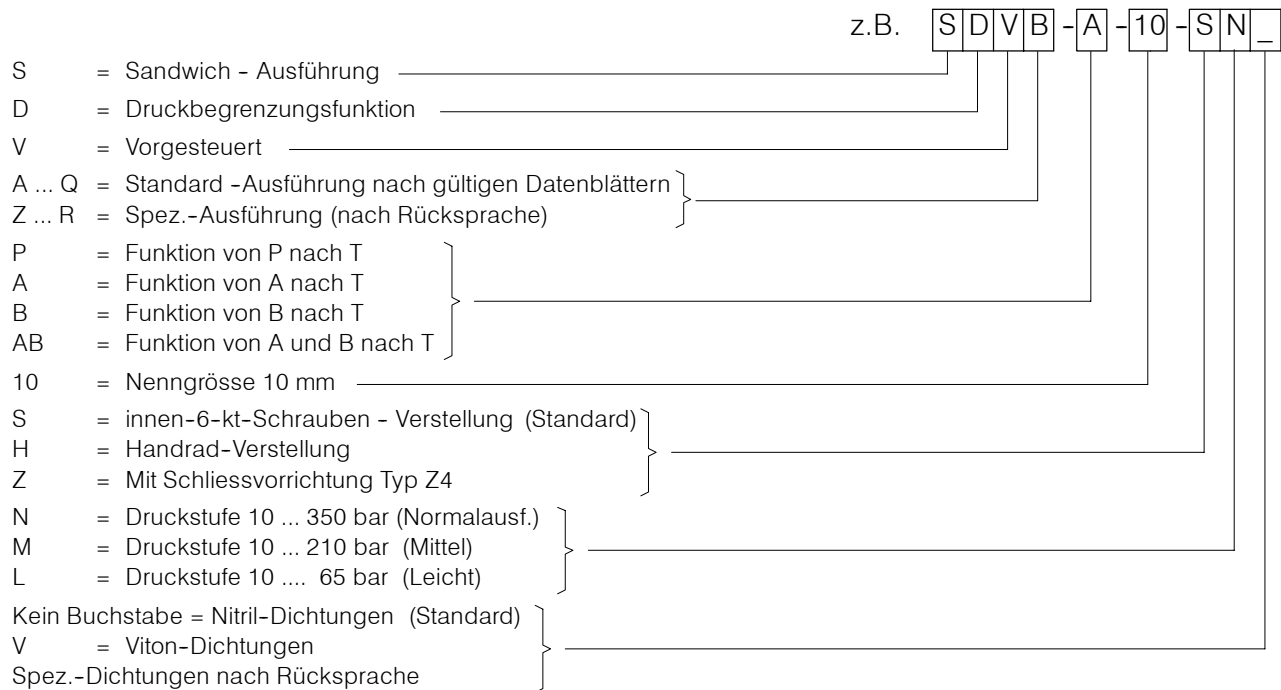 z.B. SDVB-A-10-SN_
S = Sandwich - Ausführung
D = Druckbegrenzungsfunktion
V = Vorgesteuert
A ... Q = Standard -Ausführung nach gültigen Datenblättern
Z ... R = Spez.-Ausführung (nach Rücksprache)
P = Funktion von P nach T
A = Funktion von A nach T
B = Funktion von B nach T
AB = Funktion von A und B nach T
10 = Nenngrösse 10 mm
S = innen-6-kt-Schrauben - Verstellung (Standard)
H = Handrad-Verstellung
Z = Mit Schliessvorrichtung Typ Z4
N = Druckstufe 10 ... 350 bar (Normalausf.)
M = Druckstufe 10 ... 210 bar (Mittel)
L = Druckstufe 10 .... 65 bar (Leicht)
Kein Buchstabe = Nitril-Dichtungen (Standard)
V = Viton-Dichtungen
Spez.-Dichtungen nach Rücksprache